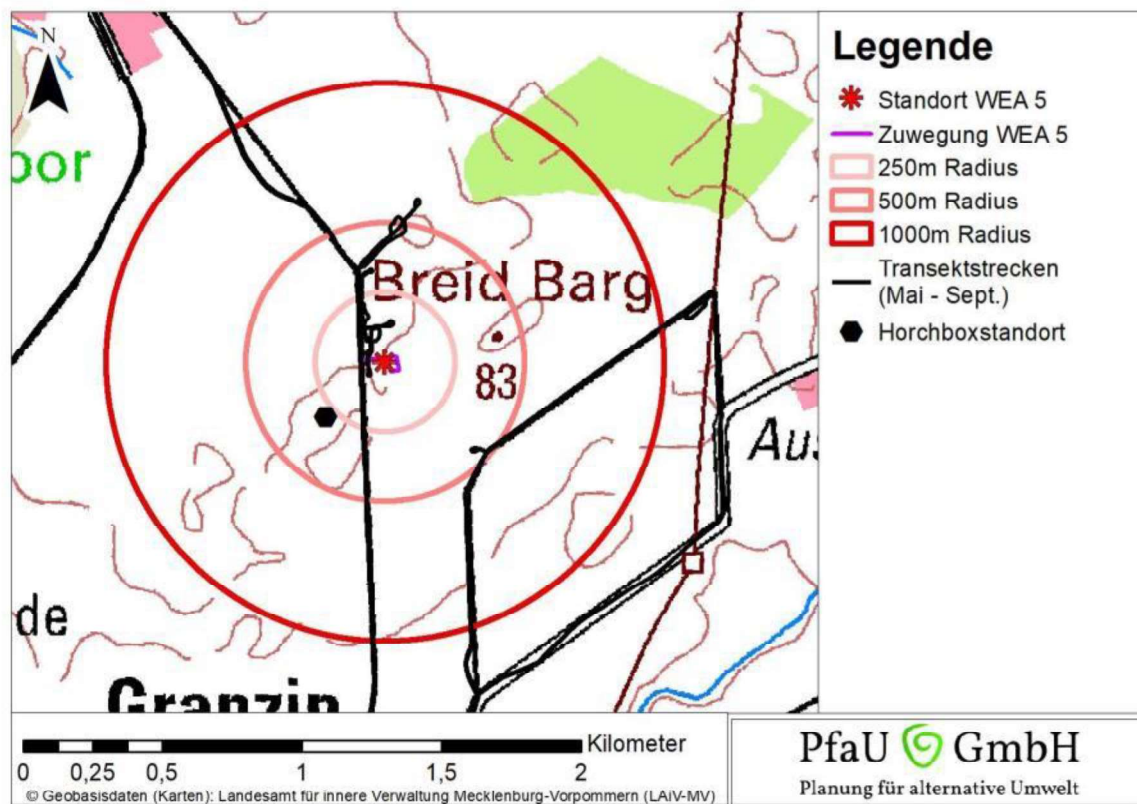 N
oor
Breid Barg
83
Aus
de
Granzin
Legende
Standort WEA 5
Zuwegung WEA 5
250m Radius
500m Radius
1000m Radius
Transektstrecken
(Mai - Sept.)
Horchboxstandort
Kilometer
0 0,25 0,5 1 1,5 2
© Geobasisdaten (Karten): Landesamt für innere Verwaltung Mecklenburg-Vorpommern (LAiV-MV)
PfaU GmbH
Planung für alternative Umwelt